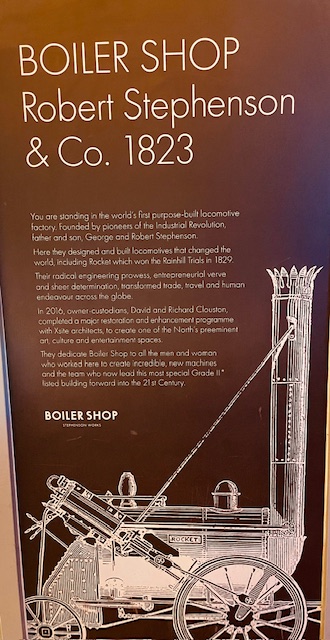 BOILER SHOP
Robert Stephenson
& Co. 1823
You are standing in the world's first purpose-built locomotive
factory. Founded by pioneers of the Industrial Revolution,
father and son, George and Robert Stephenson.
Here they designed and built locomotives that changed the
world, including Rocket which won the Rainhill Trials in 1829.
Their radical engineering prowess, entrepreneurial verve
and sheer determination, transformed trade, travel and human
endeavour across the globe.
In 2016, owner-custodians, David and Richard Clouston,
completed a major restoration and enhancement programme
with Xsite architects, to create one of the North's preeminent
art, culture and entertainment spaces.
They dedicate Boiler Shop to all the men and woman
who worked here to create incredible, new machines
and the team who now lead this most special Grade II*
listed building forward into the 21st Century.
BOILER SHOP
STEPHENSON WORKS
ROCKET